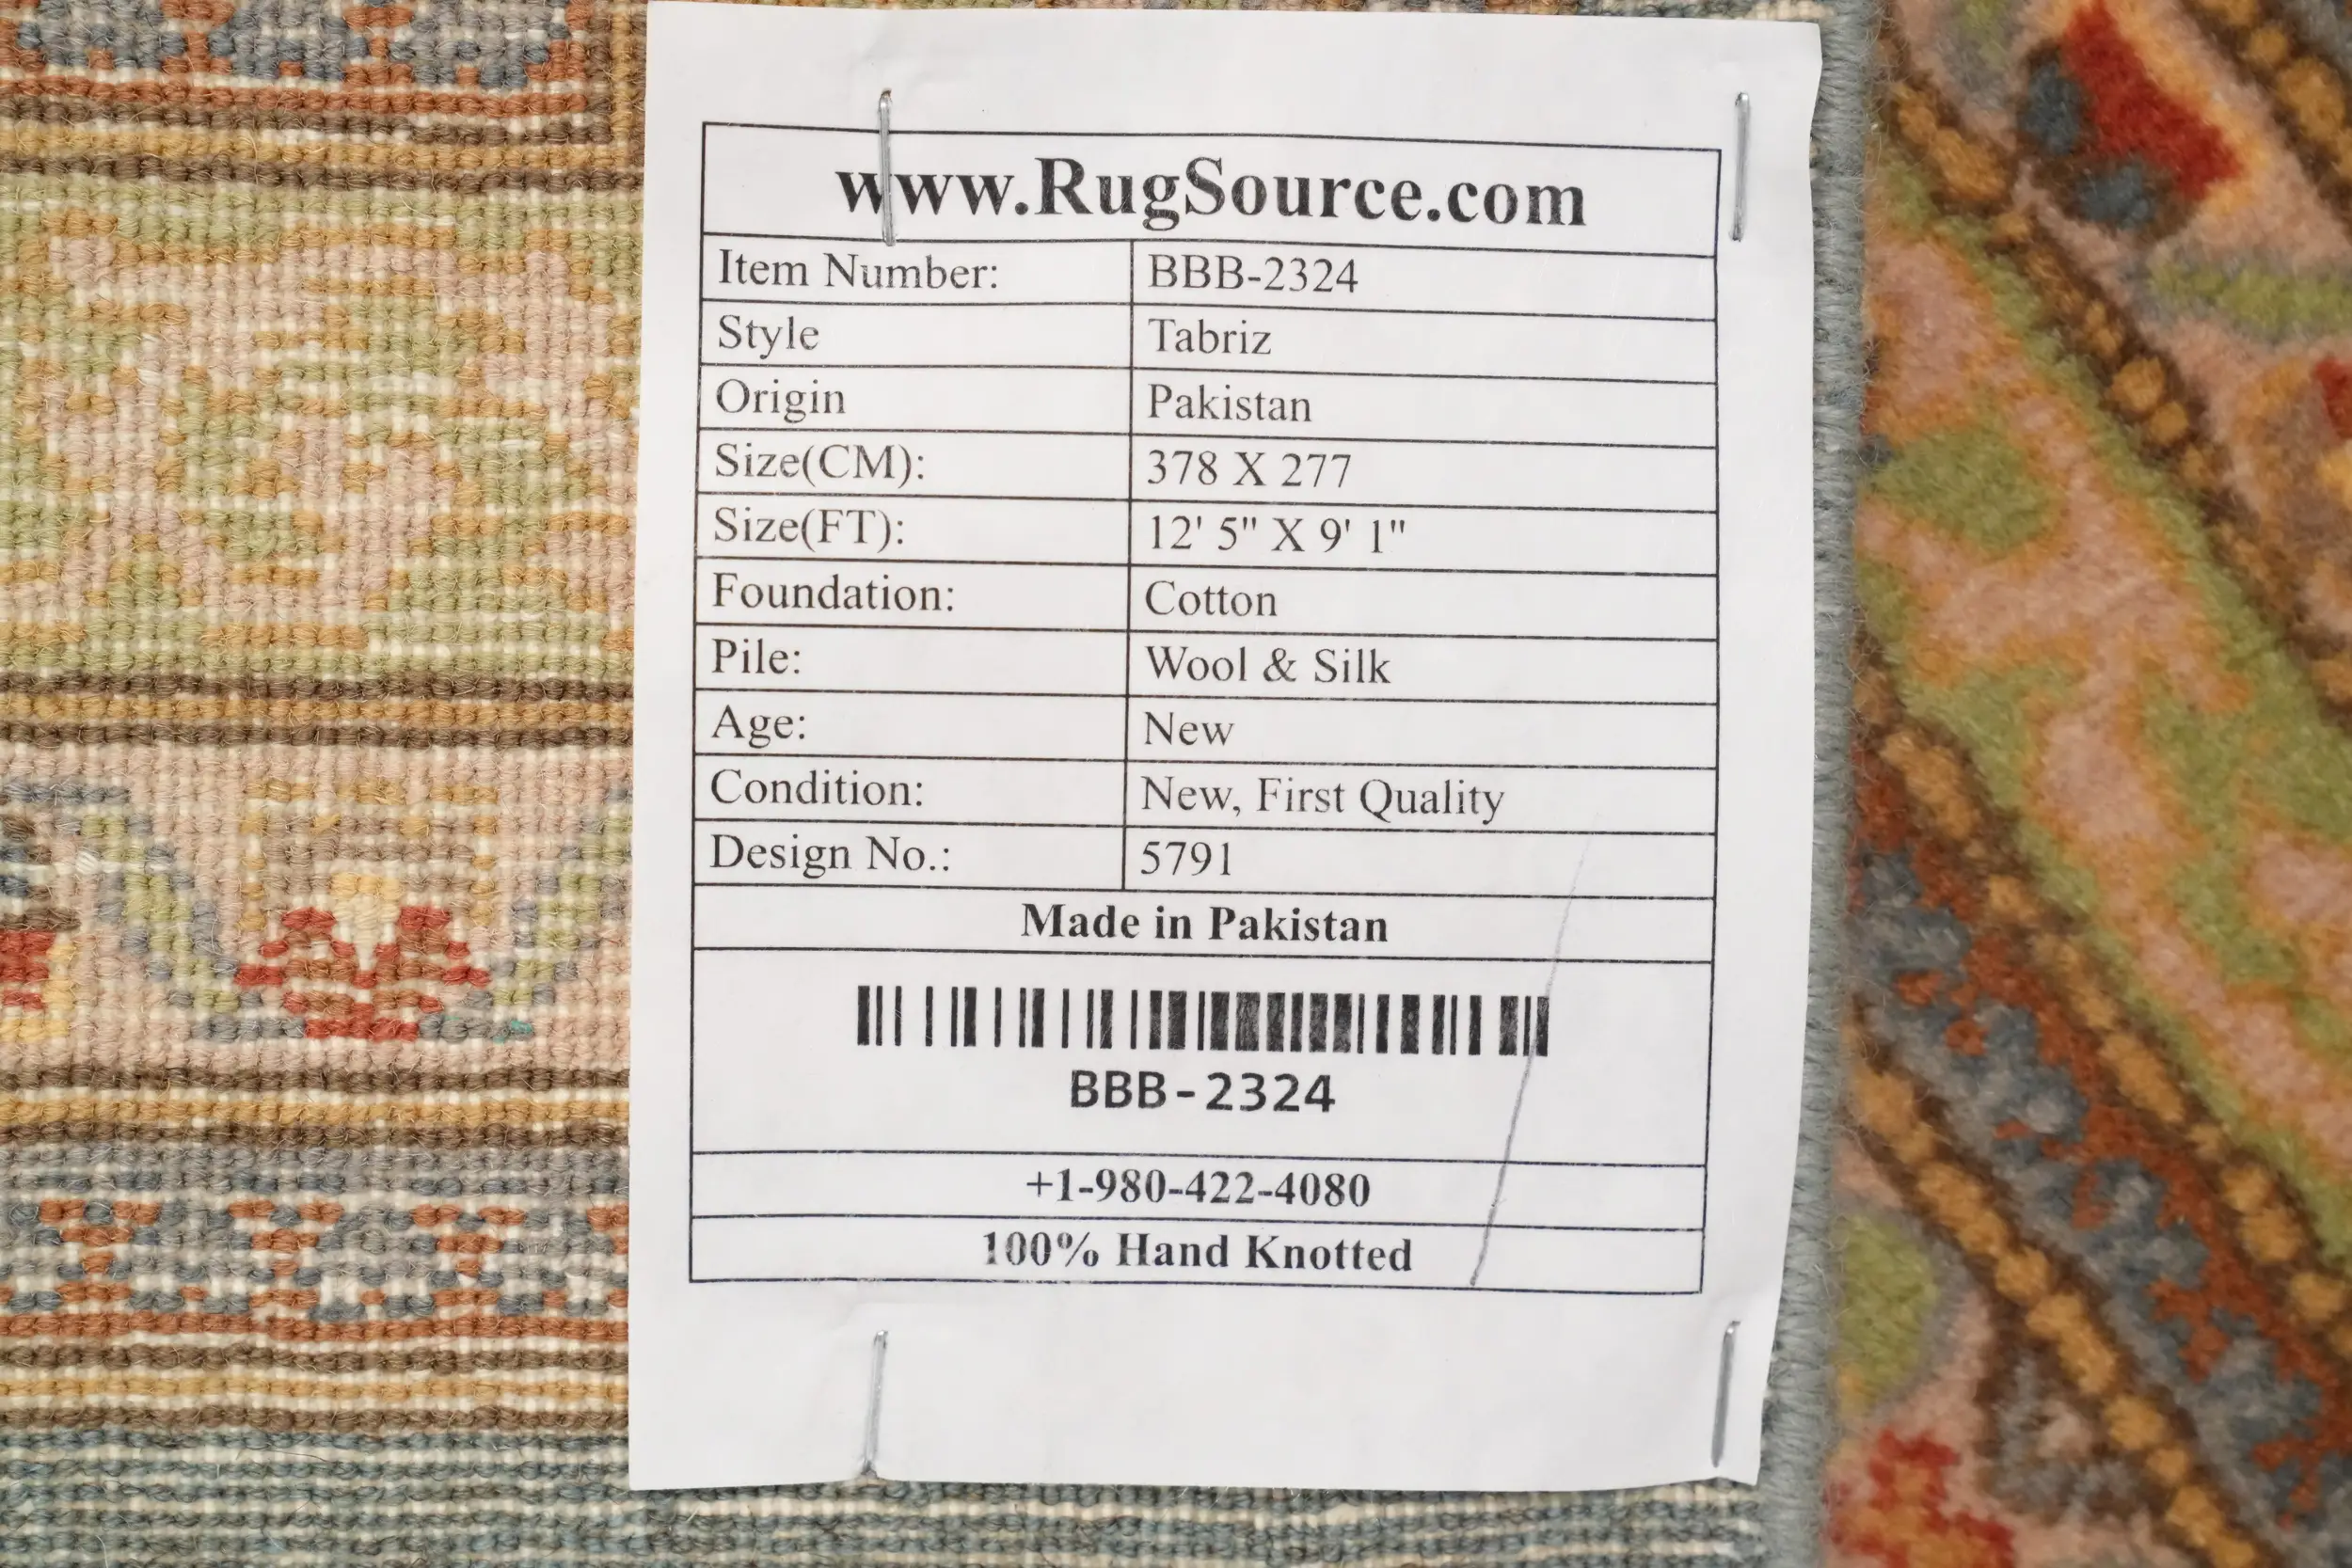 www.RugSource.com
Item Number: BBB-2324
Style Tabriz
Origin Pakistan
Size(CM): 378 X 277
Size(FT): 12' 5" X 9' 1"
Foundation: Cotton
Pile: Wool & Silk
Age: New
Condition: New, First Quality
Design No.: 5791
Made in Pakistan
BBB-2324
+1-980-422-4080
100% Hand Knotted